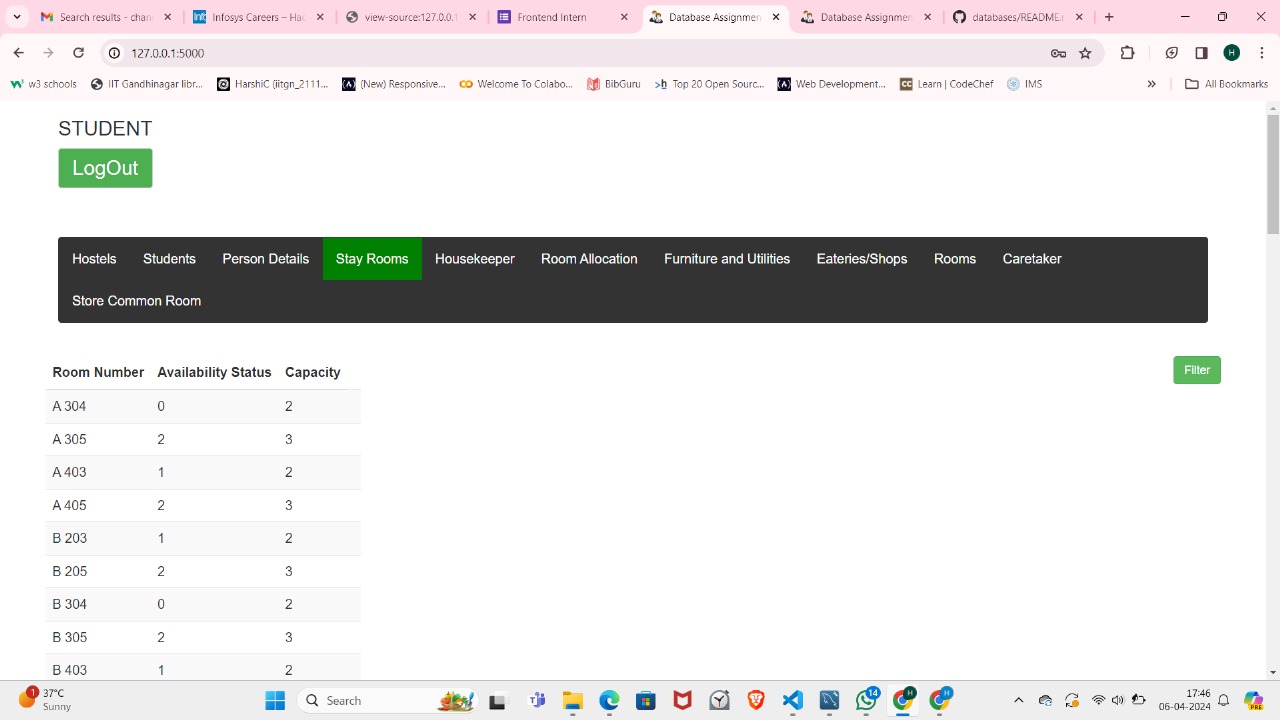 Search results - chan
Infosys Careers – Hac
view-source:127.0.0.1
Frontend Intern
Database Assignmen
Database Assignmen
databases/README.
127.0.0.1:5000
H
w3 schools
IIT Gandhinagar libr...
HarshiC (iitgn_2111...
(New) Responsive...
Welcome To Colabo...
BibGuru
Top 20 Open Sourc...
Web Development...
Learn | CodeChef
IMS
All Bookmarks
STUDENT
LogOut
Hostels Students Person Details Stay Rooms Housekeeper Room Allocation Furniture and Utilities Eateries/Shops Rooms Caretaker
Store Common Room
Filter
Room Number Availability Status Capacity
A 304 0 2
A 305 2 3
A 403 1 2
A 405 2 3
B 203 1 2
B 205 2 3
B 304 0 2
B 305 2 3
B 403 1 2
1
37°C
Sunny
Search
14
H
H
17:46
06-04-2024
PRE